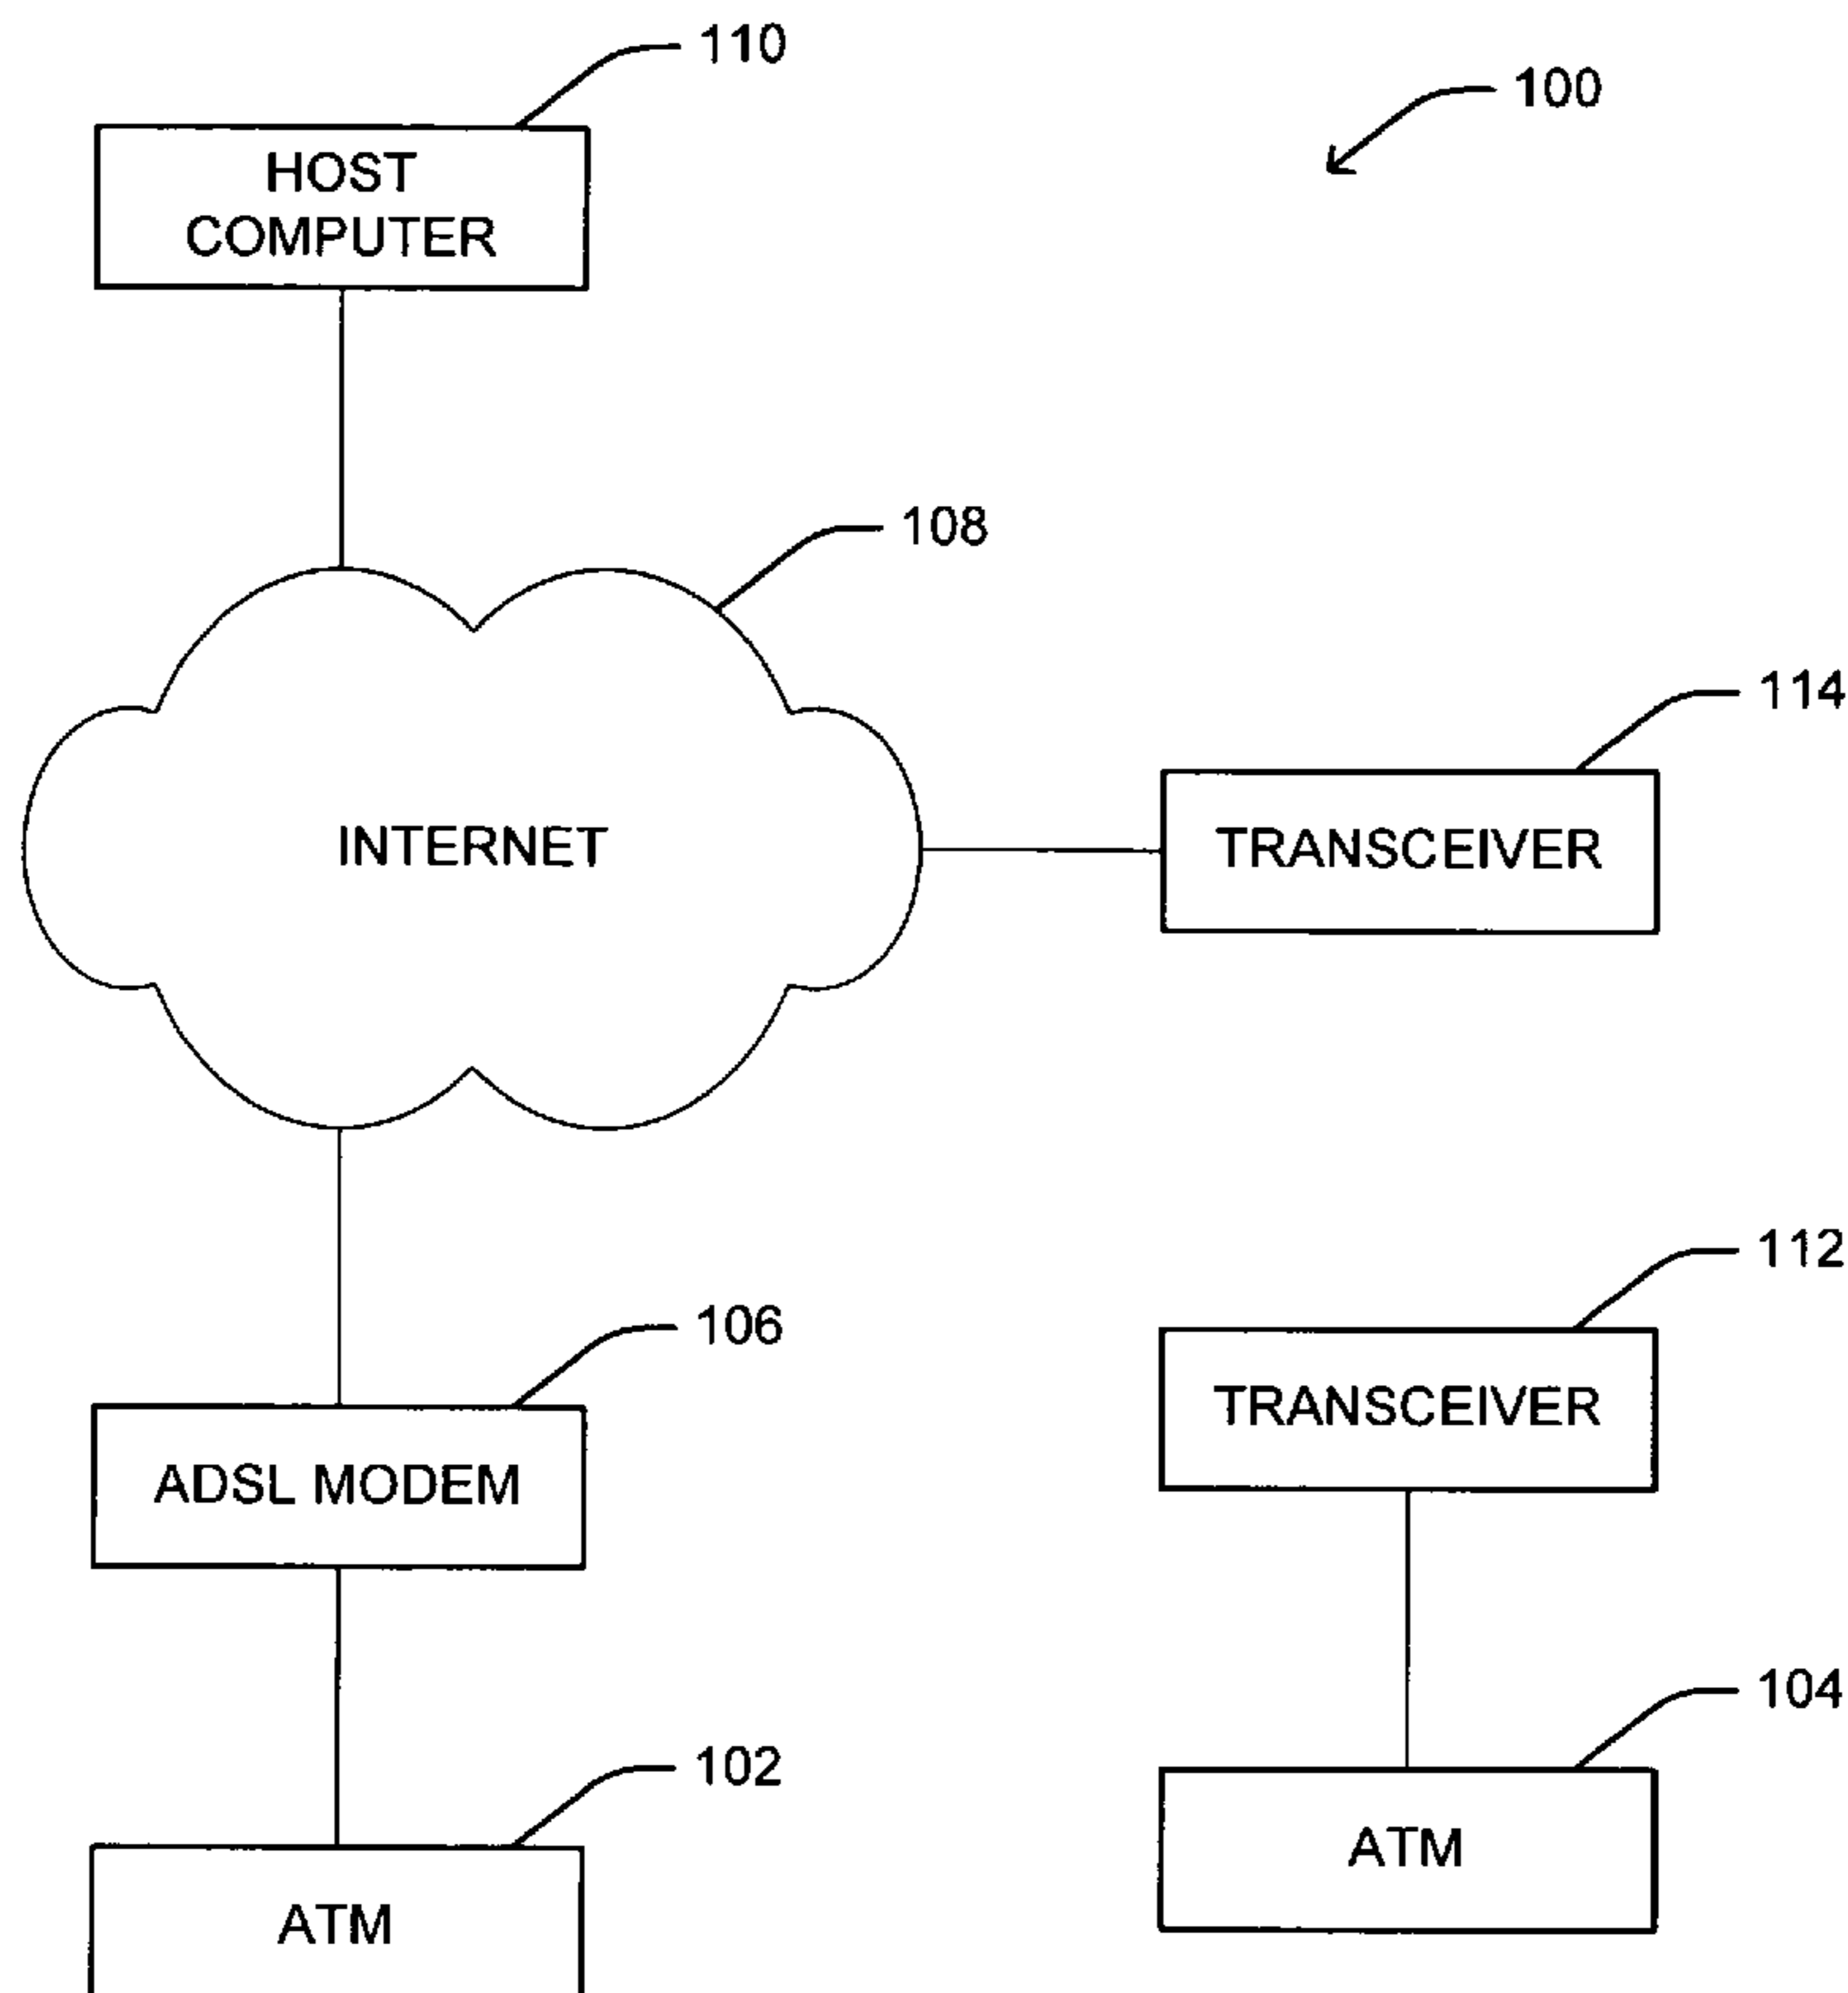 110
100
HOST
COMPUTER
108
114
INTERNET
TRANSCEIVER
112
106
TRANSCEIVER
ADSL MODEM
104
102
ATM
ATM